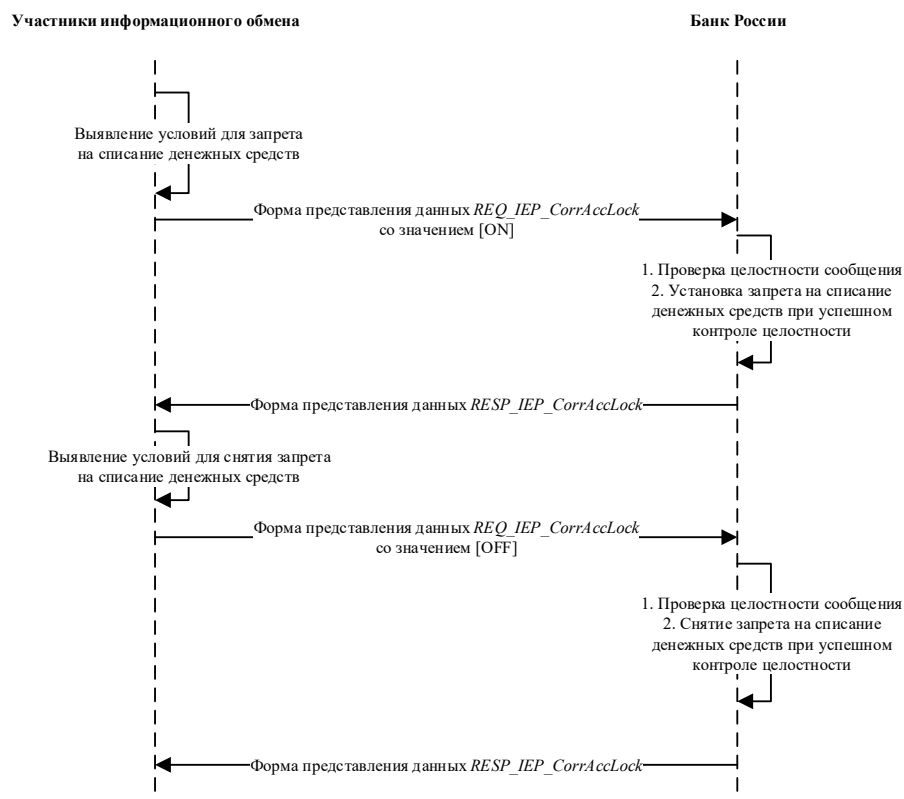 Участники информационного обмена
Банк России
Выявление условий для запрета
на списание денежных средств
Форма представления данных REQ_IEP_CorrAccLock
со значением [ON]
1. Проверка целостности сообщения
2. Установка запрета на списание
денежных средств при успешном
контроле целостности
Форма представления данных RESP_IEP_CorrAccLock
Выявление условий для снятия запрета
на списание денежных средств
Форма представления данных REQ_IEP_CorrAccLock
со значением [OFF]
1. Проверка целостности сообщения
2. Снятие запрета на списание
денежных средств при успешном
контроле целостности
Форма представления данных RESP_IEP_CorrAccLock